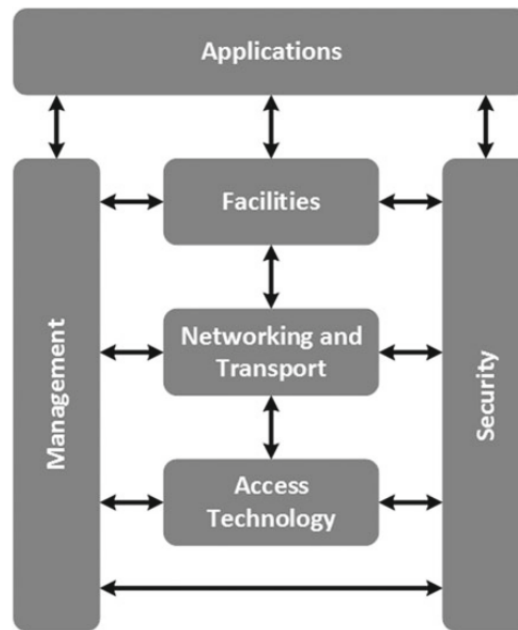 Applications
Facilities
Networking and
Transport
Access
Technology
Management
Security